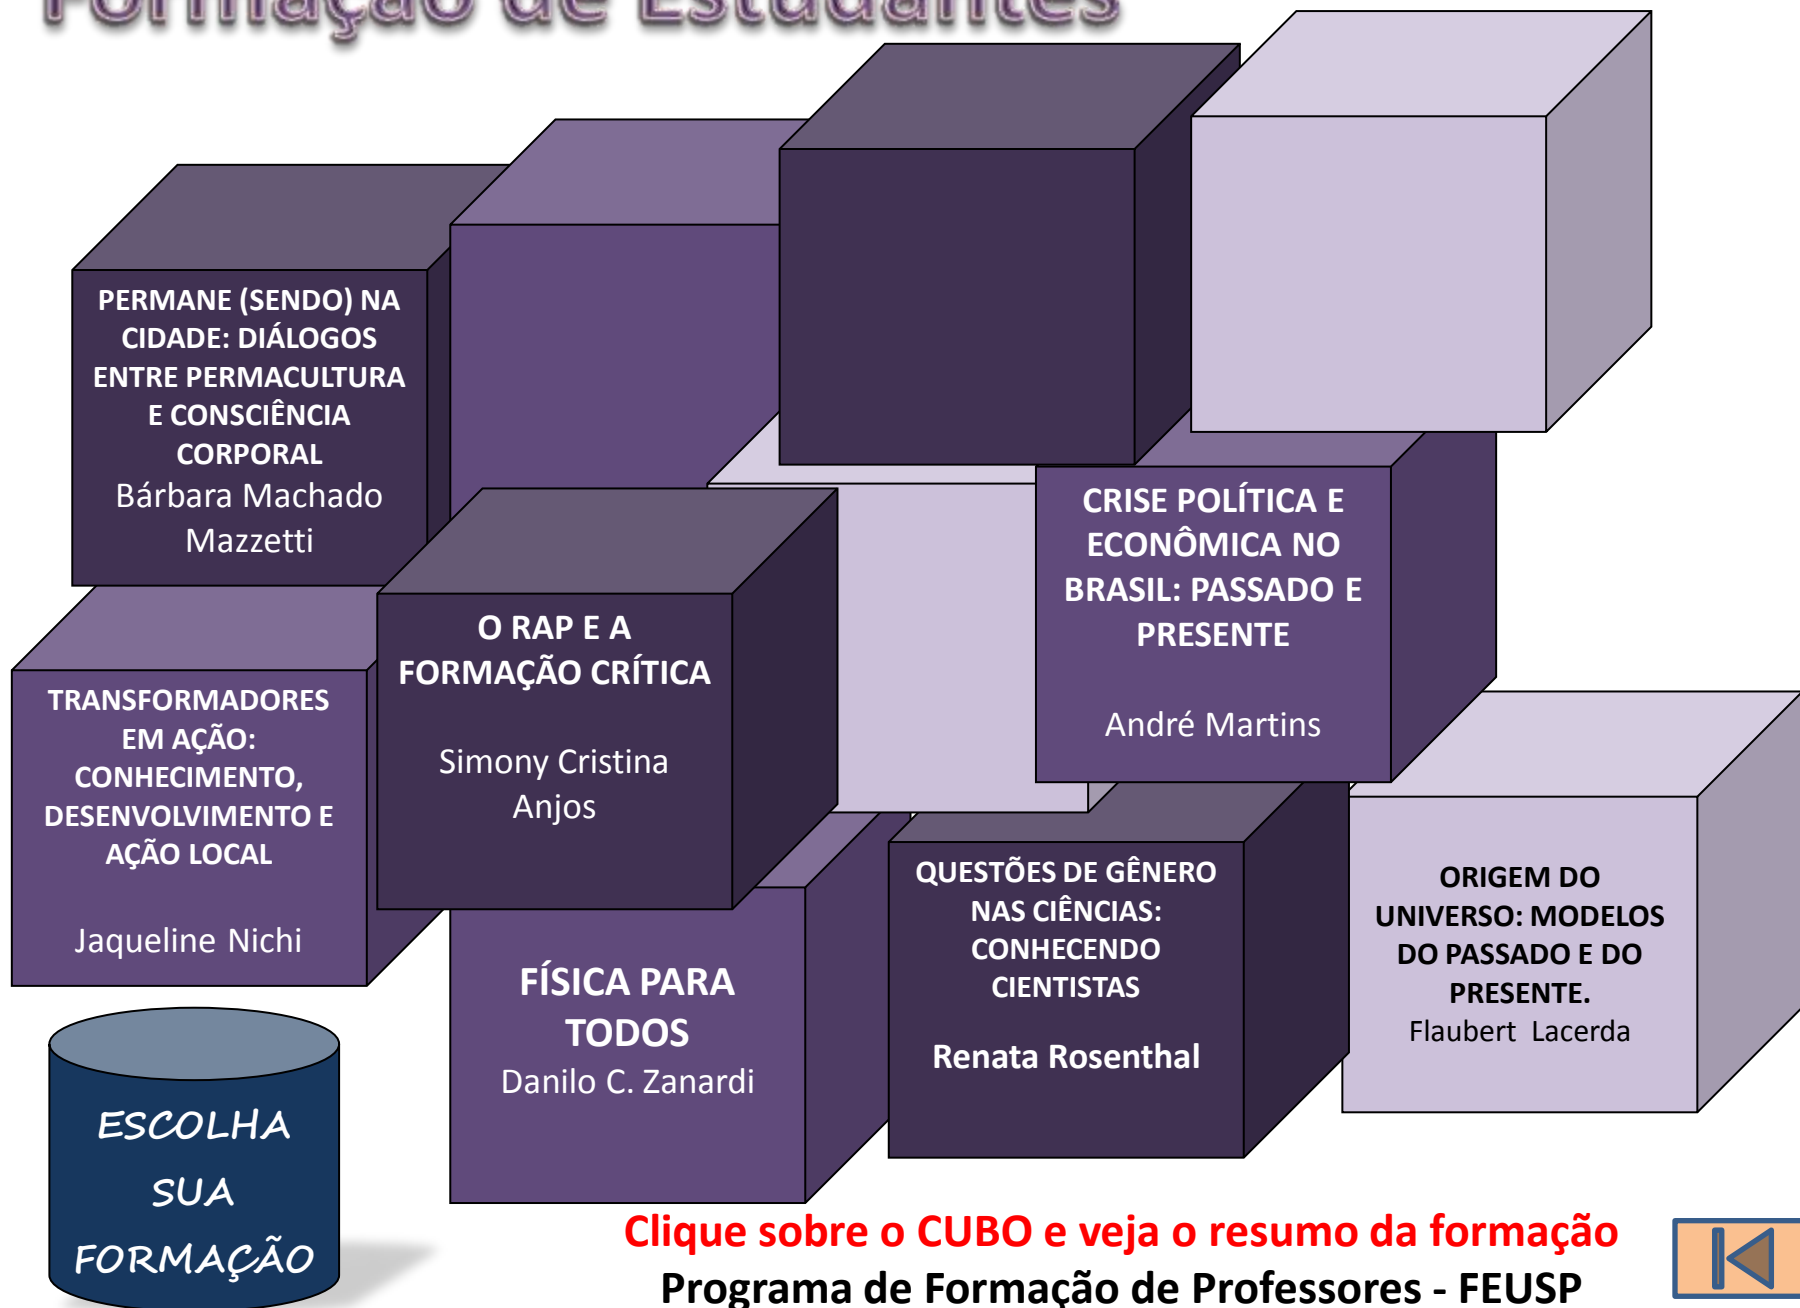 Formação de Estudantes
PERMANE (SENDO) NA
CIDADE: DIÁLOGOS
ENTRE PERMACULTURA
E CONSCIÊNCIA
CORPORAL
Bárbara Machado
Mazzetti
CRISE POLÍTICA E
ECONÔMICA NO
BRASIL: PASSADO E
PRESENTE
André Martins
O RAP E A
FORMAÇÃO CRÍTICA
Simony Cristina
Anjos
TRANSFORMADORES
EM AÇÃO:
CONHECIMENTO,
DESENVOLVIMENTO E
AÇÃO LOCAL
Jaqueline Nichi
FÍSICA PARA
TODOS
Danilo C. Zanardi
QUESTÕES DE GÊNERO
NAS CIÊNCIAS:
CONHECENDO
CIENTISTAS
Renata Rosenthal
ORIGEM DO
UNIVERSO: MODELOS
DO PASSADO E DO
PRESENTE.
Flaubert Lacerda
ESCOLHA
SUA
FORMAÇÃO
Clique sobre o CUBO e veja o resumo da formação
Programa de Formação de Professores - FEUSP